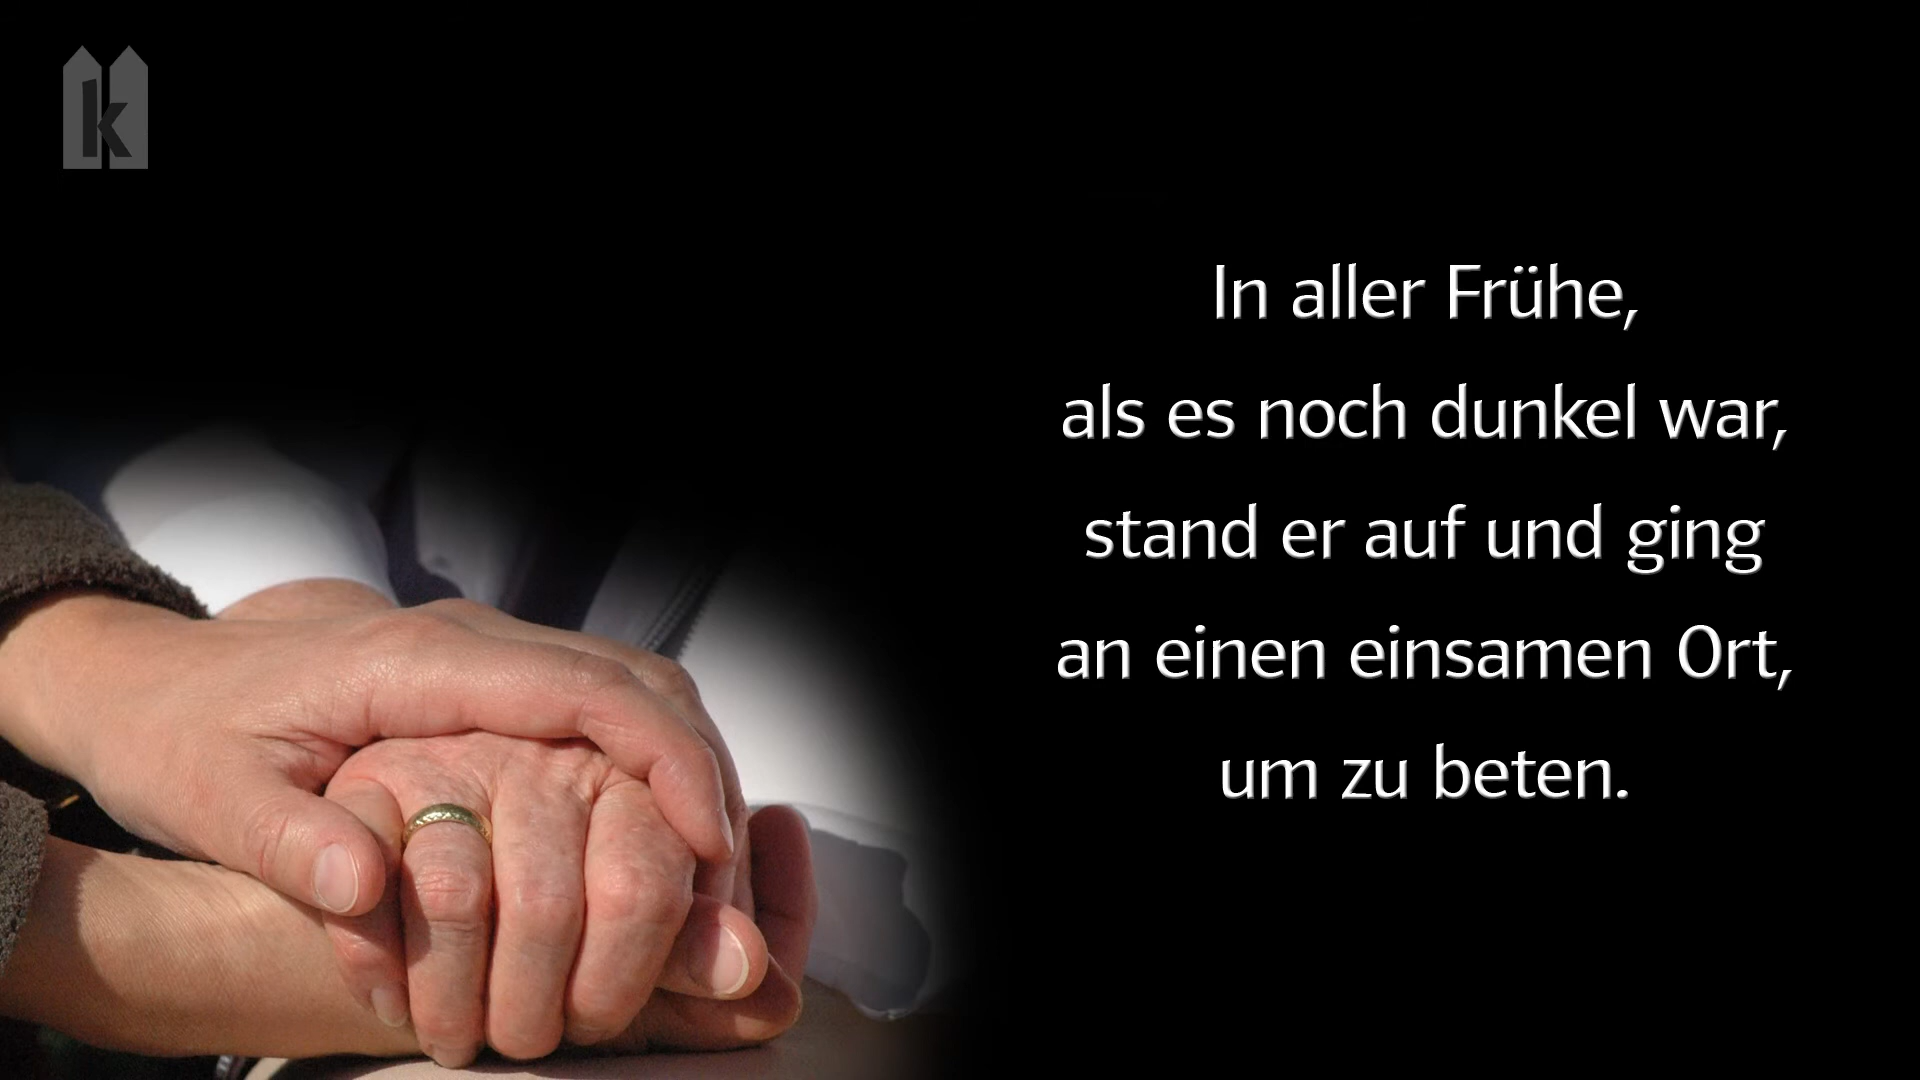 k
In aller Frühe,
als es noch dunkel war,
stand er auf und ging
an einen einsamen Ort,
um zu beten.